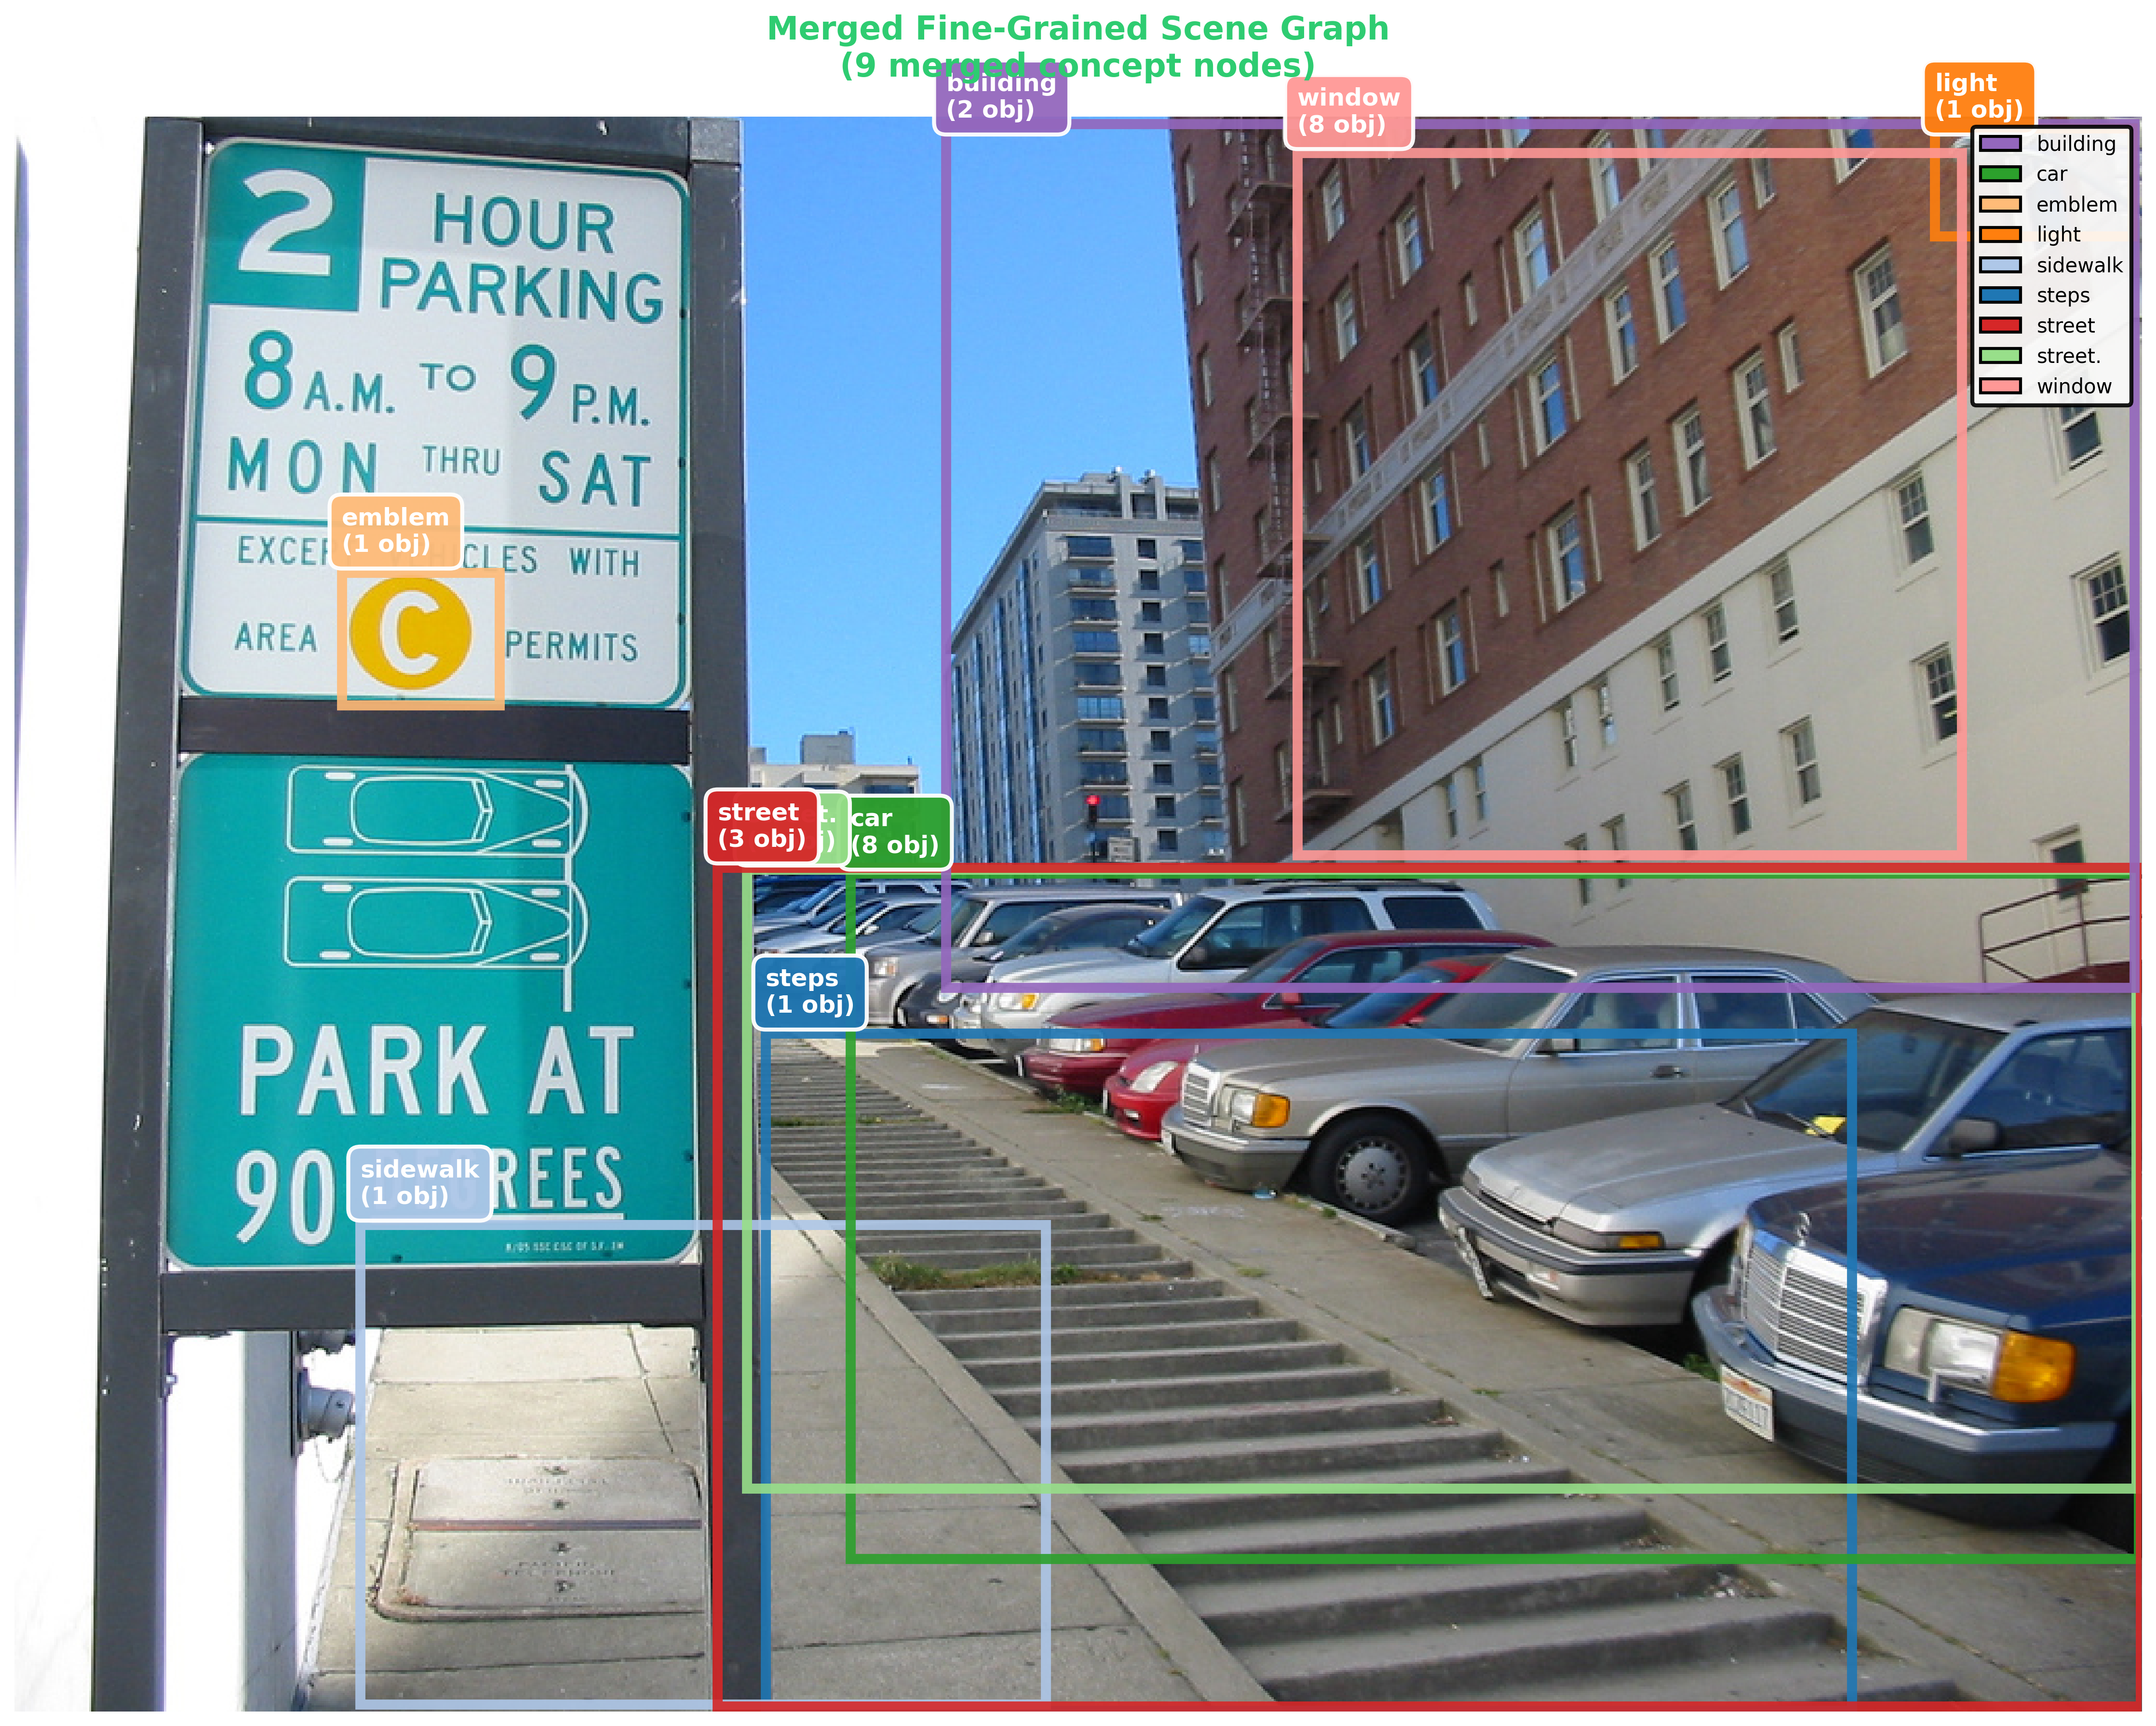 Merged Fine-Grained Scene Graph
(9 merged concept nodes)
building
(2 obj)
window
(8 obj)
light
(1 obj)
building
car
emblem
light
sidewalk
steps
street
street.
window
2 HOUR
PARKING
8 A.M. TO 9 P.M.
MON THRU SAT
emblem
(1 obj)
WITH
AREA C PERMITS
street
(3 obj)
car
(8 obj)
steps
(1 obj)
PARK AT
90
sidewalk
(1 obj)